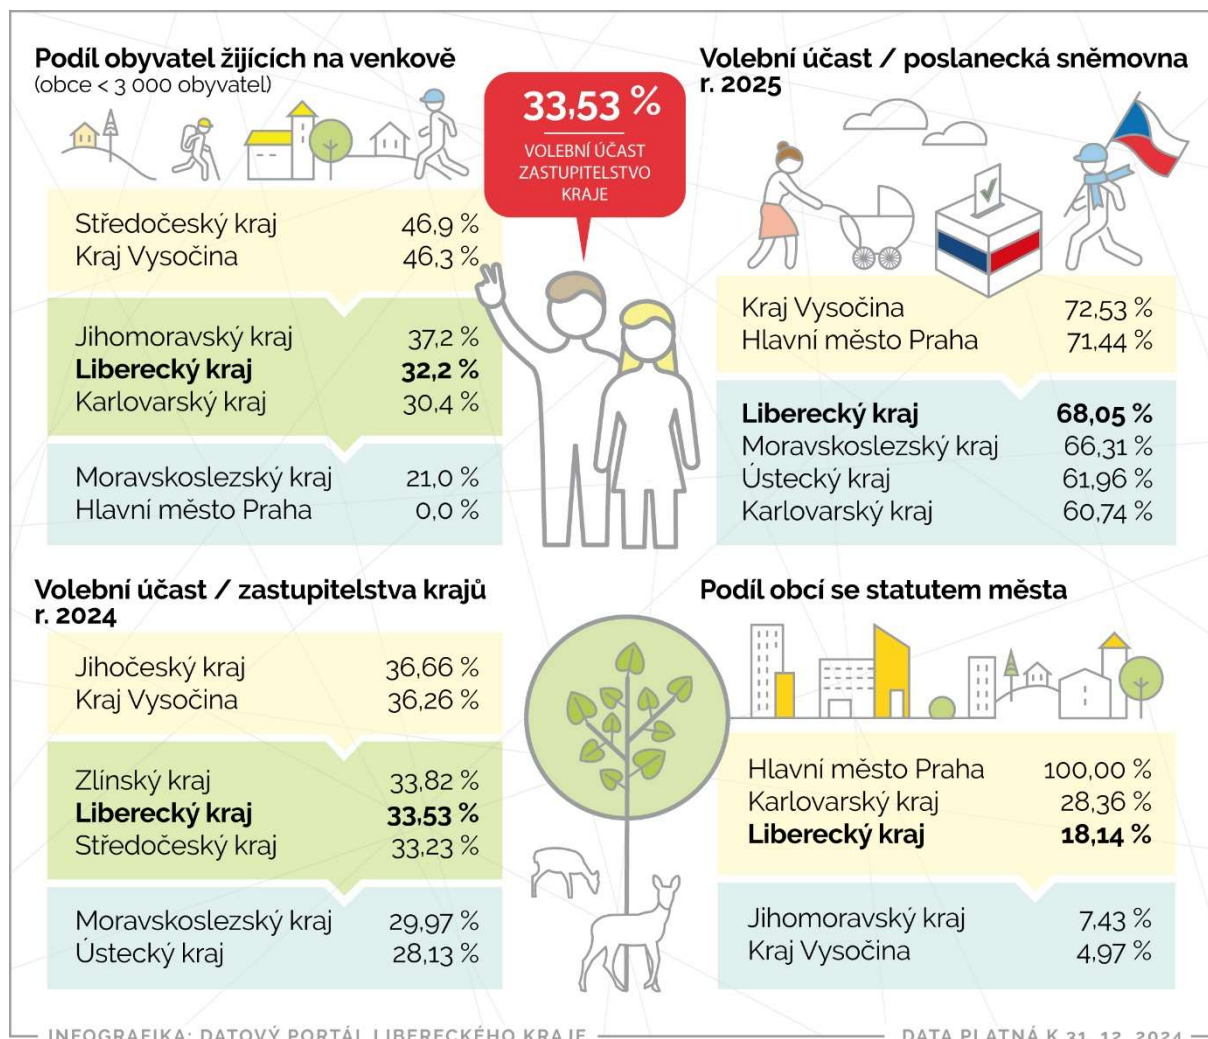 Podíl obyvatel žijících na venkově
(obce < 3 000 obyvatel)
Středočeský kraj 46,9 %
Kraj Vysočina 46,3 %
Jihomoravský kraj 37,2 %
Liberecký kraj 32,2 %
Karlovarský kraj 30,4 %
Moravskoslezský kraj 21,0 %
Hlavní město Praha 0,0 %
33,53 %
VOLEBNÍ ÚČAST
ZASTUPITELSTVO
KRAJE
Volební účast / poslanecká sněmovna
r. 2025
Kraj Vysočina 72,53 %
Hlavní město Praha 71,44 %
Liberecký kraj 68,05 %
Moravskoslezský kraj 66,31 %
Ústecký kraj 61,96 %
Karlovarský kraj 60,74 %
Volební účast / zastupitelstva krajů
r. 2024
Jihočeský kraj 36,66 %
Kraj Vysočina 36,26 %
Zlínský kraj 33,82 %
Liberecký kraj 33,53 %
Středočeský kraj 33,23 %
Moravskoslezský kraj 29,97 %
Ústecký kraj 28,13 %
Podíl obcí se statutem města
Hlavní město Praha 100,00 %
Karlovarský kraj 28,36 %
Liberecký kraj 18,14 %
Jihomoravský kraj 7,43 %
Kraj Vysočina 4,97 %
INFOGRAFIKA: DATOVÝ PORTÁL LIBERECKÉHO KRAJE
DATA PLATNÁ K 31. 12. 2024